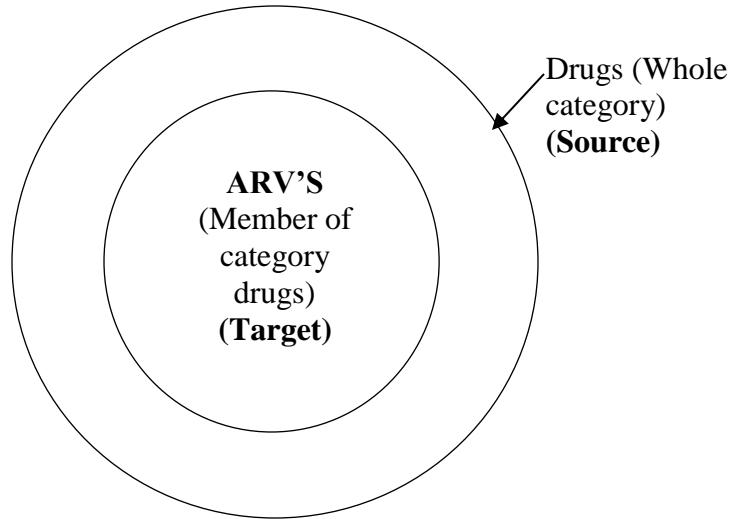 Drugs (Whole
category)
(Source)
ARV’S
(Member of
category
drugs)
(Target)